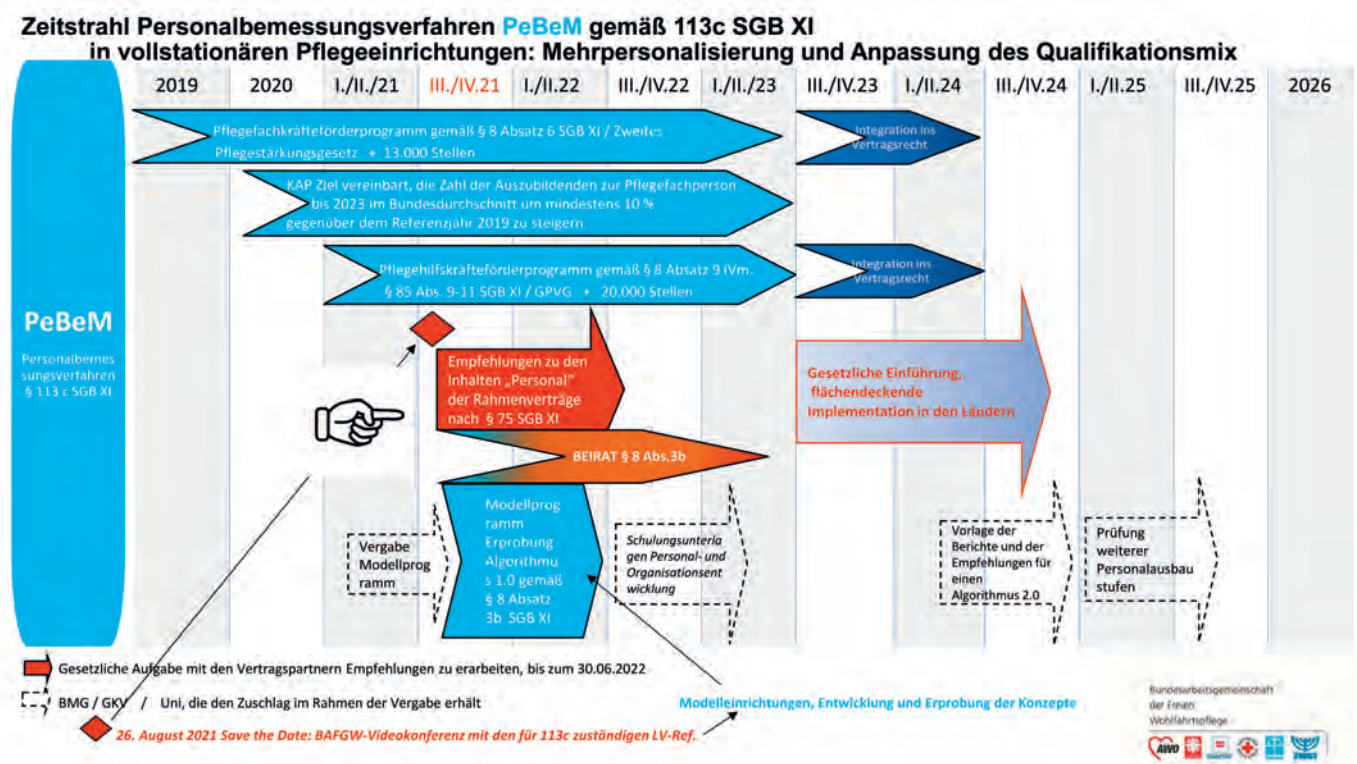 Zeitstrahl Personalbemessungsverfahren PeBeM gemäß 113c SGB XI
in vollstationären Pflegeeinrichtungen: Mehrpersonalisierung und Anpassung des Qualifikationsmix
2019 2020 I./II./21 III./IV.21 I./II.22 III./IV.22 I./II./23 III./IV.23 I./II.24 III./IV.24 I./II.25 III./IV.25 2026
Pflegefachkräfteförderprogramm gemäß § 8 Absatz 6 SGB XI / Zweites
Pflegestärkungsgesetz + 13.000 Stellen
Integration ins
Vertragsrecht
KAP Ziel vereinbart, die Zahl der Auszubildenden zur Pflegefachperson
bis 2023 im Bundesdurchschnitt um mindestens 10 %
gegenüber dem Referenzjahr 2019 zu steigern.
Pflegehilfskräfteförderprogramm gemäß § 8 Absatz 9 iVm.
§ 85 Abs. 9-11 SGB XI / GPVG + 20.000 Stellen
Integration ins
Vertragsrecht
PeBeM
Personalbemes
sungsverfahren
§ 113 c SGB XI
Empfehlungen zu den
Inhalten „Personal"
der Rahmenverträge
nach § 75 SGB XI
Gesetzliche Einführung,
flächendeckende
Implementation in den Ländern
BEIRAT § 8 Abs.3b
Vergabe
Modellprog
ramm
Modellprog
ramm
Erprobung
Algorithmu
s 1.0 gemäß
§ 8 Absatz
3b SGB XI
Schulungsunterla
gen Personal- und
Organisationsent
wicklung
Vorlage der
Berichte und der
Empfehlungen für
einen
Algorithmus 2.0
Prüfung
weiterer
Personalausbau
stufen
Gesetzliche Aufgabe mit den Vertragspartnern Empfehlungen zu erarbeiten, bis zum 30.06.2022
BMG / GKV / Uni, die den Zuschlag im Rahmen der Vergabe erhält
Modelleinrichtungen, Entwicklung und Erprobung der Konzepte
26. August 2021 Save the Date: BAFGW-Videokonferenz mit den für 113c zuständigen LV-Ref.
Bundesarbeitsgemeinschaft
der Freien
Wohlfahrtspflege
AWO